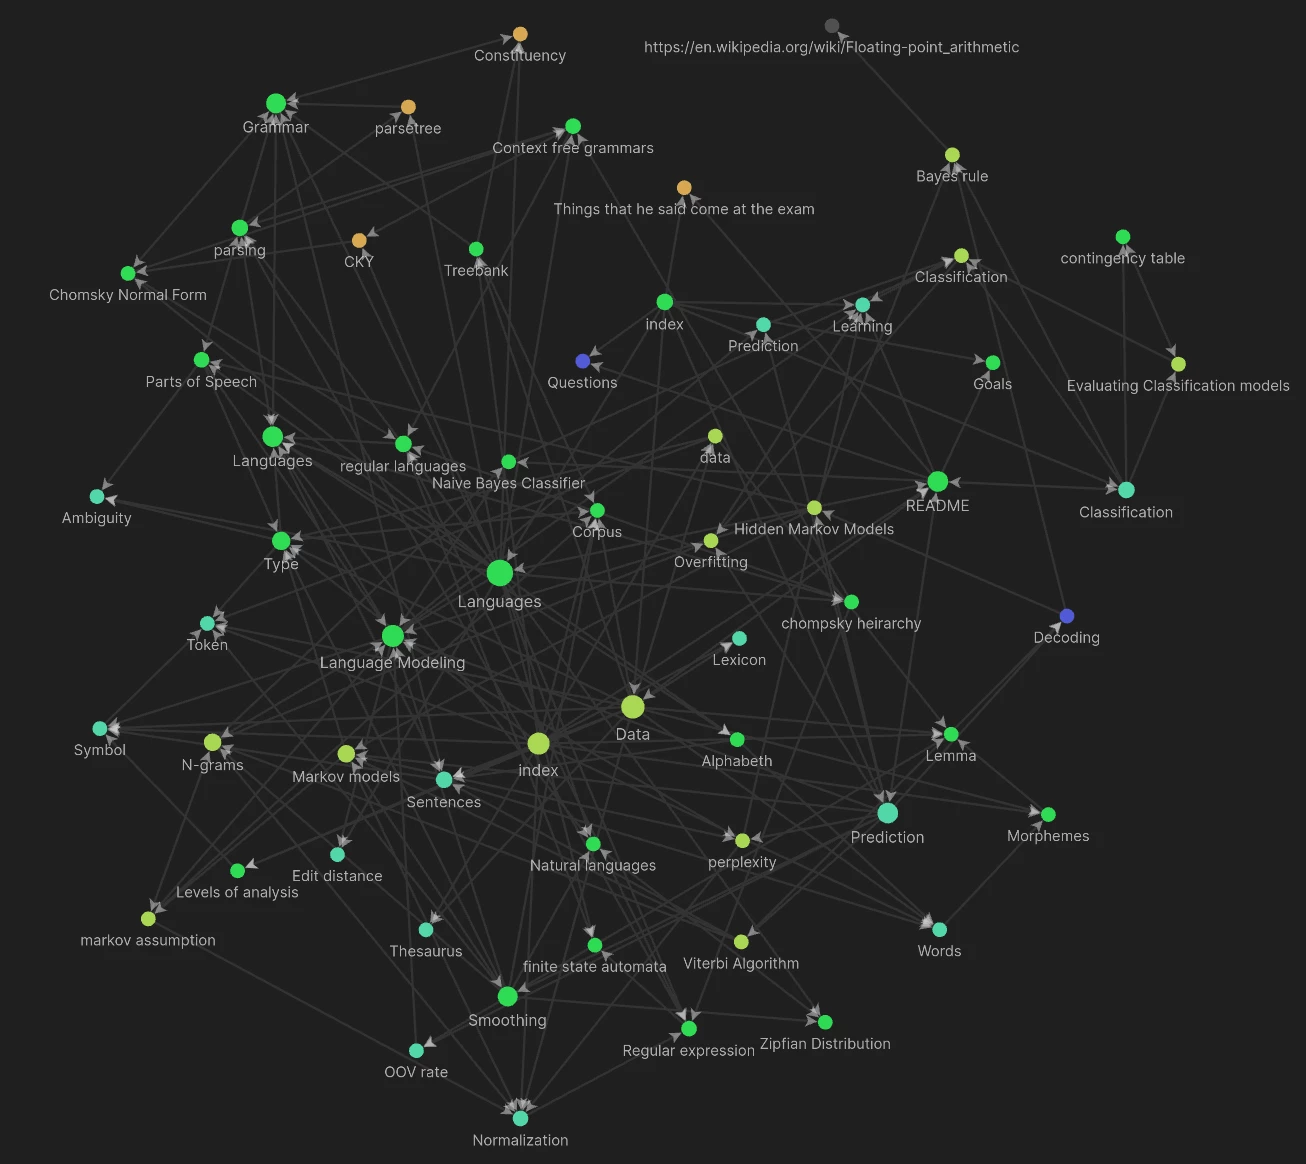 https://en.wikipedia.org/wiki/Floating-point_arithmetic
Constituency
Grammar
parsetree
Context free grammars
Bayes rule
Things that he said come at the exam
parsing
CKY
Treebank
contingency table
Classification
Chomsky Normal Form
index
Learning
Prediction
Parts of Speech
Questions
Goals
Evaluating Classification models
Languages
regular languages
Naive Bayes Classifier
data
README
Classification
Ambiguity
Corpus
Hidden Markov Models
Type
Overfitting
Languages
chompsky heirarchy
Decoding
Token
Language Modeling
Lexicon
Data
Symbol
N-grams
Markov models
index
Alphabeth
Lemma
Sentences
Prediction
Morphemes
Edit distance
Natural languages
perplexity
Levels of analysis
markov assumption
Thesaurus
finite state automata
Viterbi Algorithm
Words
Smoothing
Regular expression
Zipfian Distribution
OOV rate
Normalization